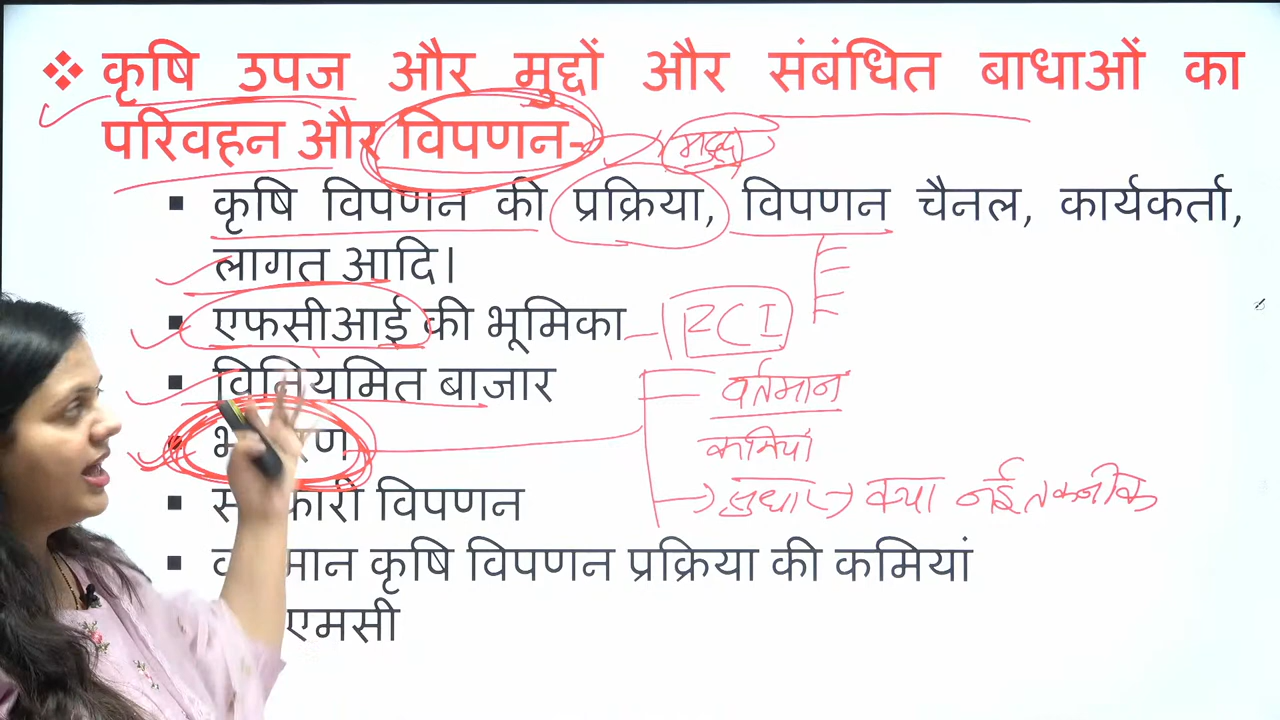 ❖ कृषि उपज और मुद्दों और संबंधित बाधाओं का
परिवहन और विपणन-
मुद्दे
▪ कृषि विपणन की प्रक्रिया, विपणन चैनल, कार्यकर्ता,
लागत आदि।
▪ एफसीआई की भूमिका
FCI
▪ विनियमित बाजार
वर्तमान
कमियां
▪
सुधार → क्या नई तकनीक
▪ विपणन
▪ कृषि विपणन प्रक्रिया की कमियां
एमसी